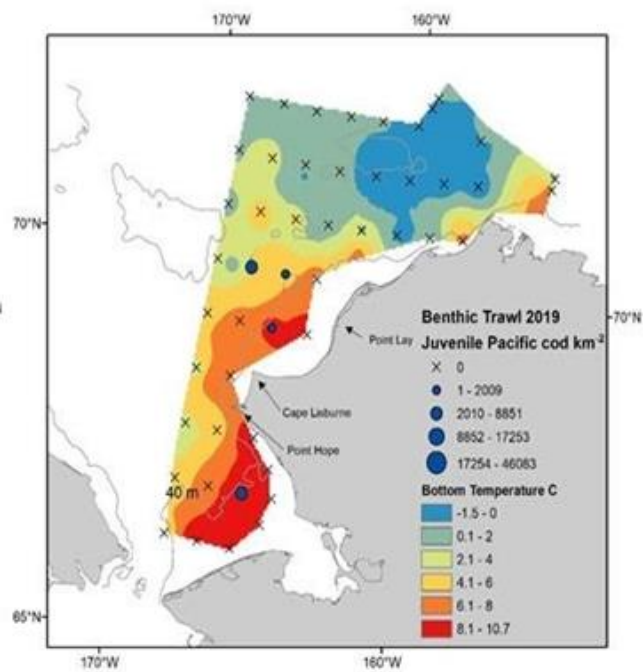 170°W 160°W
70°N
70°N
Benthic Trawl 2019
Juvenile Pacific cod km-2
0
1 - 2009
2010 - 8851
8852 - 17253
17254 - 46083
Point Lay
Cape Lisburne
Point Hope
40 m
Bottom Temperature C
-1.5 - 0
0.1 - 2
2.1 - 4
4.1 - 6
6.1 - 8
8.1 - 10.7
65°N
170°W 160°W